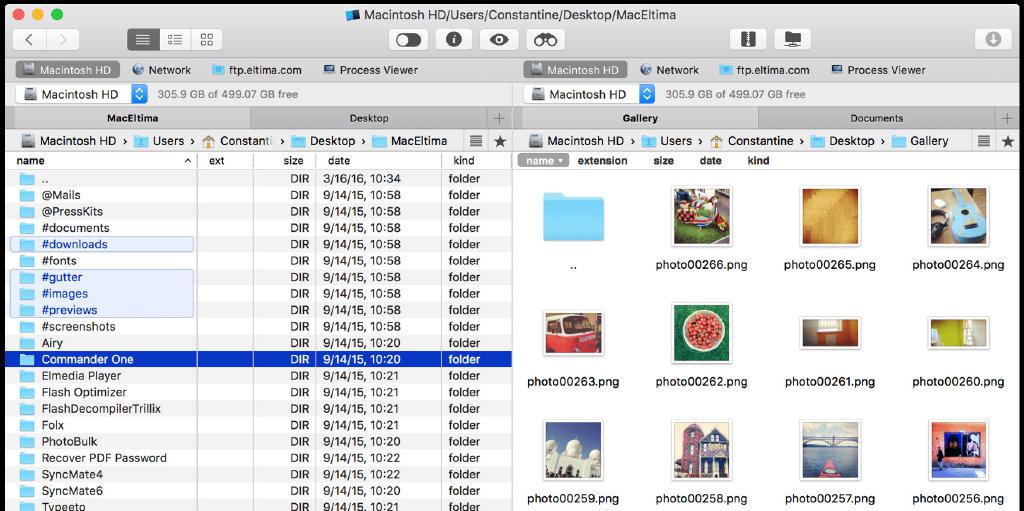 Macintosh HD/Users/Constantine/Desktop/MacEltima
Macintosh HD Network ftp.eltima.com Process Viewer
Macintosh HD 305.9 GB of 499.07 GB free
MacEltima Desktop +
Macintosh HD › Users › Constantin › Desktop › MacEltima
name ext size date kind
.. DIR 3/16/16, 10:34 folder
@Mails DIR 9/14/15, 10:58 folder
@PressKits DIR 9/14/15, 10:58 folder
#documents DIR 9/14/15, 10:58 folder
#downloads DIR 9/14/15, 10:58 folder
#fonts DIR 9/14/15, 10:58 folder
#gutter DIR 9/14/15, 10:58 folder
#images DIR 9/14/15, 10:58 folder
#previews DIR 9/14/15, 10:58 folder
#screenshots DIR 9/14/15, 10:58 folder
Airy DIR 9/14/15, 10:20 folder
Commander One DIR 9/14/15, 10:20 folder
Elmedia Player DIR 9/14/15, 10:21 folder
Flash Optimizer DIR 9/14/15, 10:21 folder
FlashDecompilerTrillix DIR 9/14/15, 10:21 folder
Folx DIR 9/14/15, 10:21 folder
PhotoBulk DIR 9/14/15, 10:20 folder
Recover PDF Password DIR 9/14/15, 10:22 folder
SyncMate4 DIR 9/14/15, 10:22 folder
SyncMate6 DIR 9/14/15, 10:21 folder
Typeeto DIR 9/14/15, 10:20 folder
Macintosh HD Network ftp.eltima.com Process Viewer
Macintosh HD 305.9 GB of 499.07 GB free
Gallery Documents +
Macintosh HD › Users › Constantine › Desktop › Gallery
name extension size date kind
.. photo00266.png photo00265.png photo00264.png
photo00263.png photo00262.png photo00261.png photo00260.png
photo00259.png photo00258.png photo00257.png photo00256.png